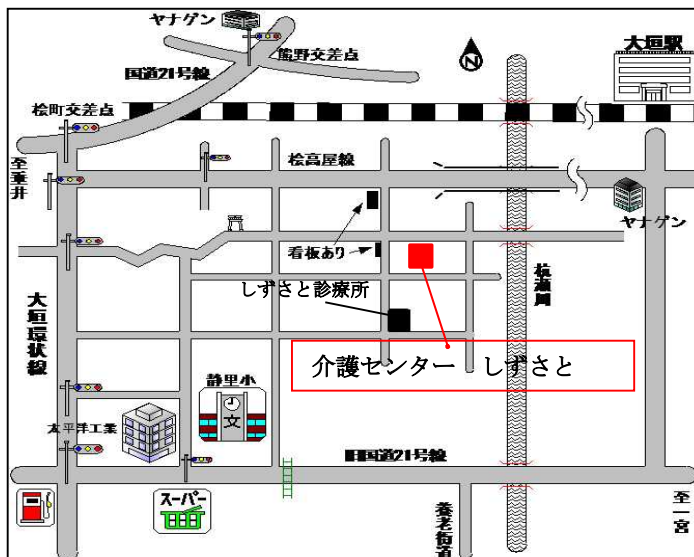 ヤナゲン
熊野交差点
国道21号線
大垣駅
桧町交差点
至垂井
桧高屋線
ヤナゲン
看板あり
しずさと診療所
杭瀬川
大垣環状線
介護センター しずさと
静里小
文
太平洋工業
旧国道21号線
スーパー
養老街道
至一宮